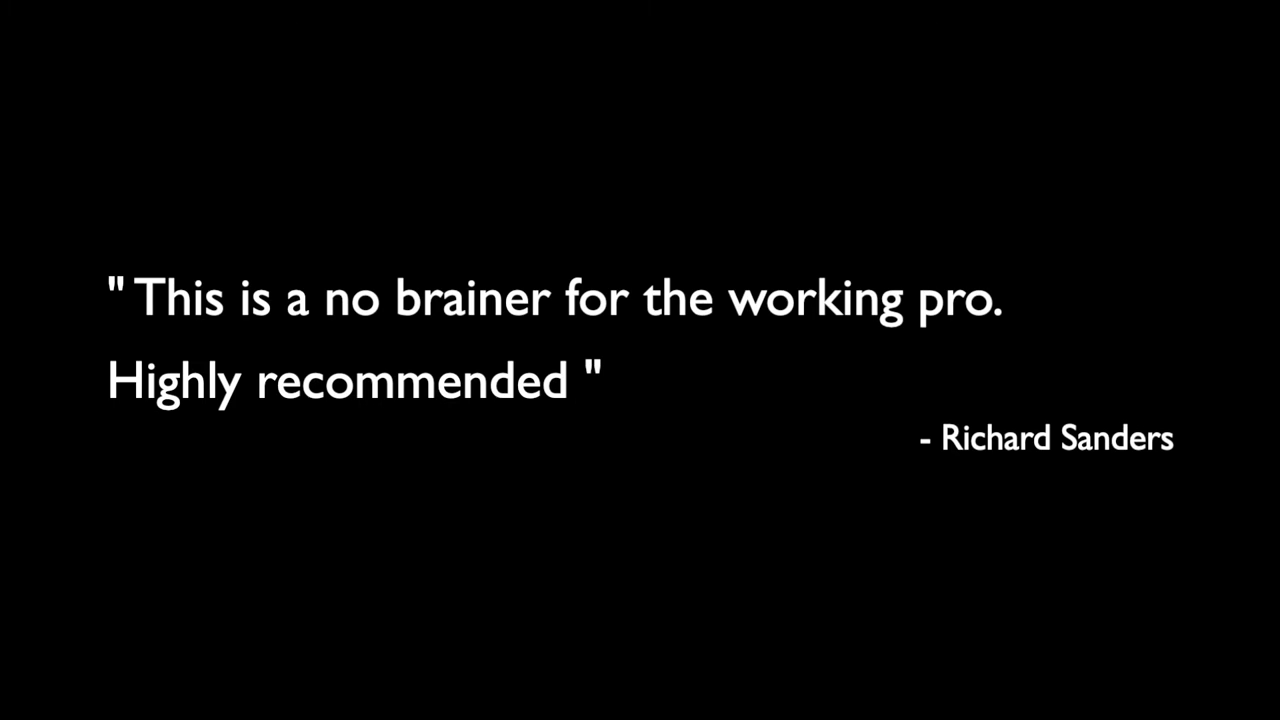 " This is a no brainer for the working pro.
Highly recommended "
- Richard Sanders